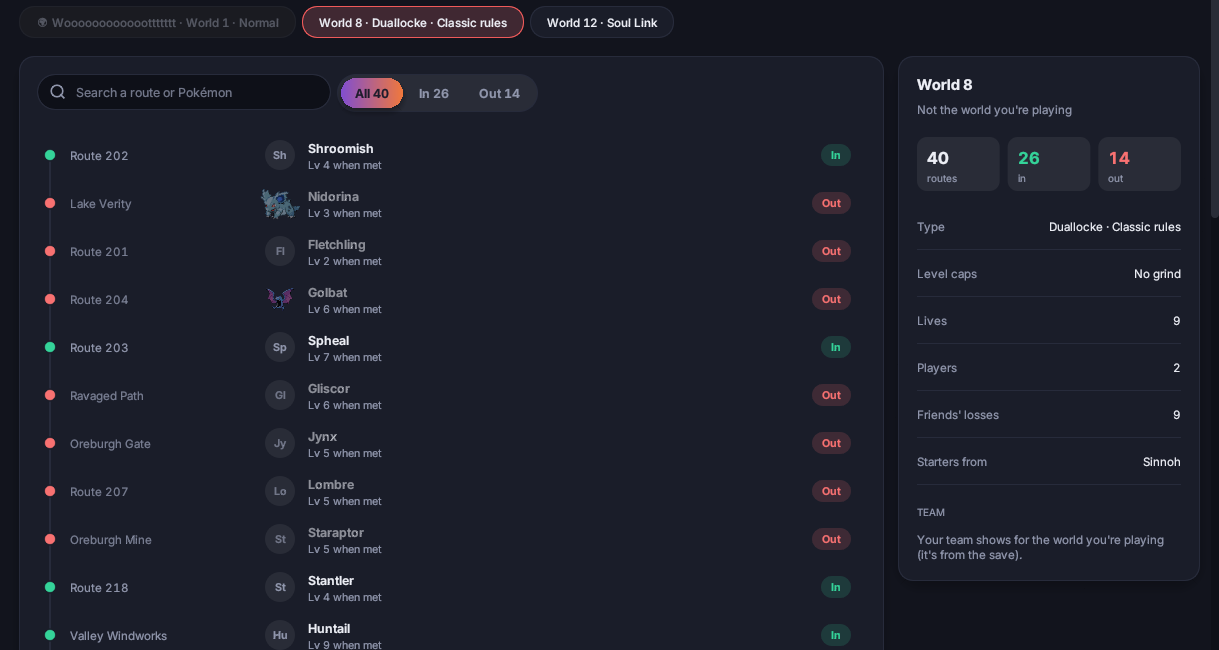 Wooooooooooottttttt · World 1 · Normal
World 8 · Duallocke · Classic rules
World 12 · Soul Link
Search a route or Pokémon
All 40
In 26
Out 14
Route 202
Sh
Shroomish
Lv 4 when met
In
Lake Verity
Nidorina
Lv 3 when met
Out
Route 201
Fl
Fletchling
Lv 2 when met
Out
Route 204
Golbat
Lv 6 when met
Out
Route 203
Sp
Spheal
Lv 7 when met
In
Ravaged Path
Gl
Gliscor
Lv 6 when met
Out
Oreburgh Gate
Jy
Jynx
Lv 5 when met
Out
Route 207
Lo
Lombre
Lv 5 when met
Out
Oreburgh Mine
St
Staraptor
Lv 5 when met
Out
Route 218
St
Stantler
Lv 4 when met
In
Valley Windworks
Hu
Huntail
Lv 9 when met
In
World 8
Not the world you're playing
40
routes
26
in
14
out
Type
Duallocke · Classic rules
Level caps
No grind
Lives
9
Players
2
Friends' losses
9
Starters from
Sinnoh
TEAM
Your team shows for the world you're playing
(it's from the save).